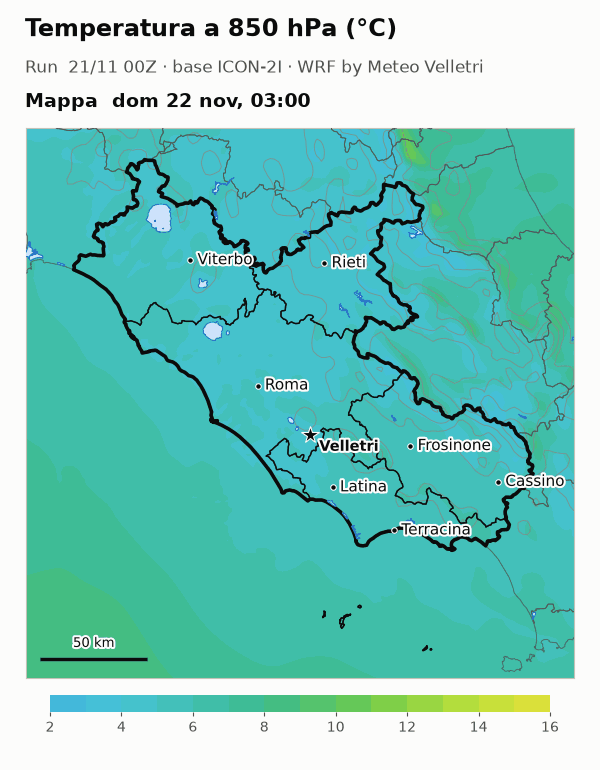 Temperatura a 850 hPa (°C)
Run  21/11 00Z · base ICON-2I · WRF by Meteo Velletri
Mappa  dom 22 nov, 03:00
Viterbo
Rieti
Roma
Velletri
Frosinone
Cassino
Latina
Terracina
50 km
2 4 6 8 10 12 14 16